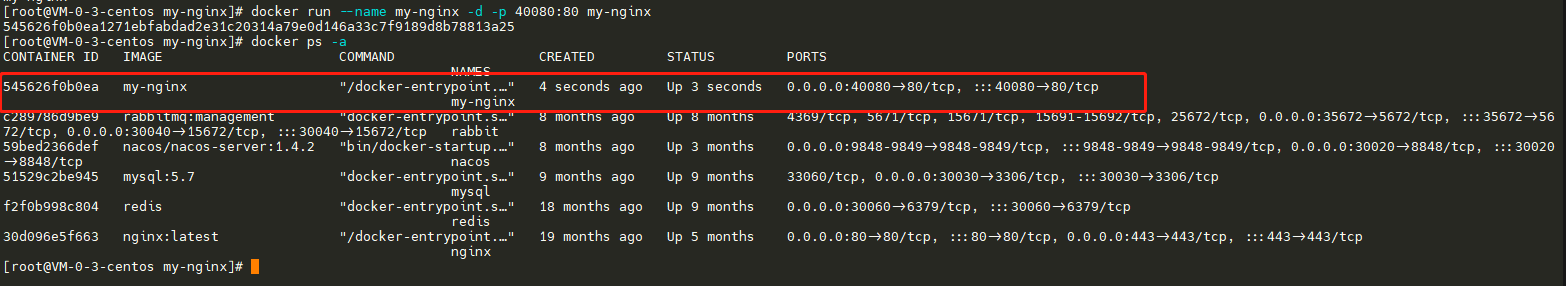 [root@VM-0-3-centos my-nginx]# docker run --name my-nginx -d -p 40080:80 my-nginx
545626f0b0ea1271ebfabdad2e31c20314a79e0d146a33c7f9189d8b78813a25
[root@VM-0-3-centos my-nginx]# docker ps -a
CONTAINER ID IMAGE COMMAND CREATED STATUS PORTS
NAMES
545626f0b0ea my-nginx "/docker-entrypoint.…" 4 seconds ago Up 3 seconds 0.0.0.0:40080->80/tcp, :::40080->80/tcp
my-nginx
c289786d9be9 rabbitmq:management "docker-entrypoint.s…" 8 months ago Up 8 months 4369/tcp, 5671/tcp, 15671/tcp, 15691-15692/tcp, 25672/tcp, 0.0.0.0:35672->5672/tcp, :::35672->56
72/tcp, 0.0.0.0:30040->15672/tcp, :::30040->15672/tcp rabbit
59bed2366def nacos/nacos-server:1.4.2 "bin/docker-startup.…" 8 months ago Up 3 months 0.0.0.0:9848-9849->9848-9849/tcp, :::9848-9849->9848-9849/tcp, 0.0.0.0:30020->8848/tcp, :::30020
->8848/tcp nacos
51529c2be945 mysql:5.7 "docker-entrypoint.s…" 9 months ago Up 9 months 33060/tcp, 0.0.0.0:30030->3306/tcp, :::30030->3306/tcp
mysql
f2f0b998c804 redis "docker-entrypoint.s…" 18 months ago Up 9 months 0.0.0.0:30060->6379/tcp, :::30060->6379/tcp
redis
30d096e5f663 nginx:latest "/docker-entrypoint.…" 19 months ago Up 5 months 0.0.0.0:80->80/tcp, :::80->80/tcp, 0.0.0.0:443->443/tcp, :::443->443/tcp
nginx
[root@VM-0-3-centos my-nginx]#